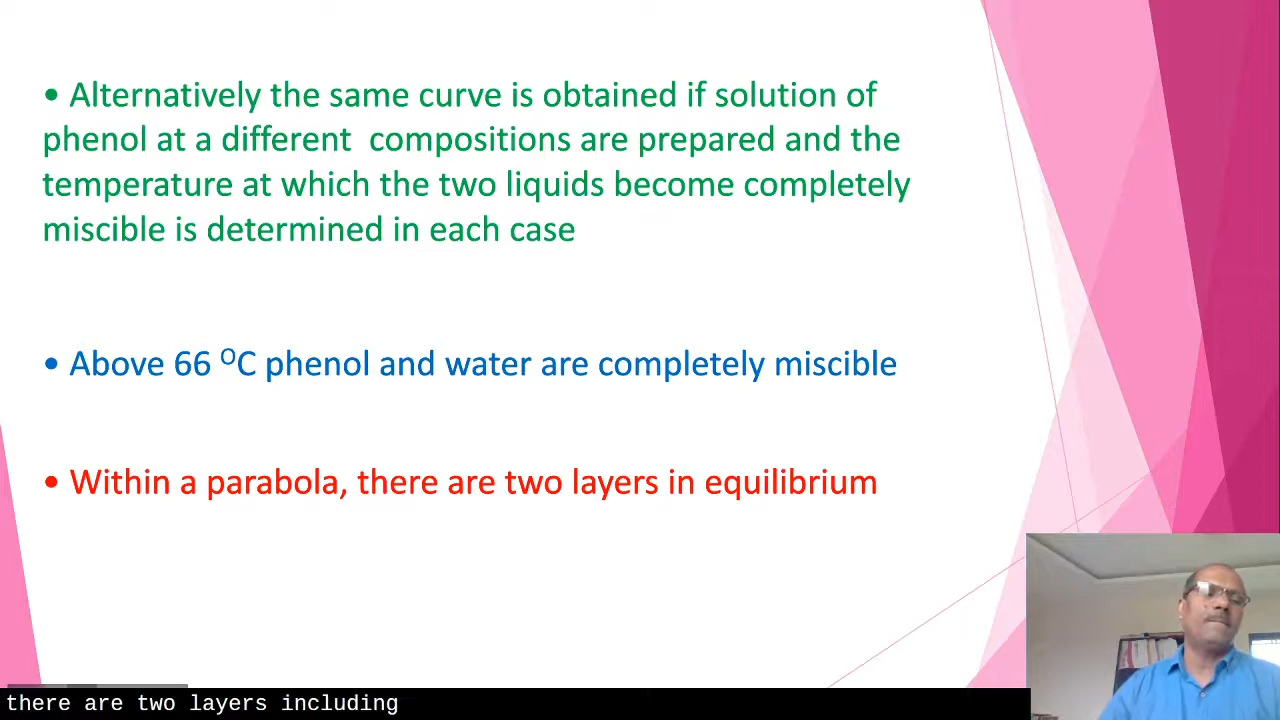 • Alternatively the same curve is obtained if solution of
phenol at a different compositions are prepared and the
temperature at which the two liquids become completely
miscible is determined in each case
• Above 66 ᴼC phenol and water are completely miscible
• Within a parabola, there are two layers in equilibrium
there are two layers including